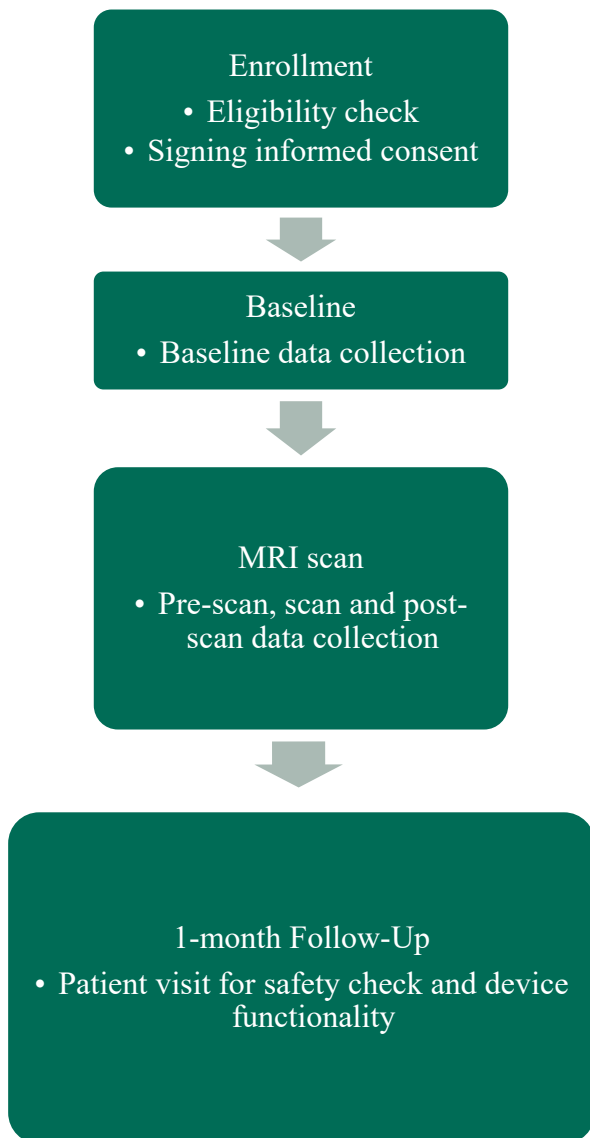 Enrollment
• Eligibility check
• Signing informed consent
Baseline
• Baseline data collection
MRI scan
• Pre-scan, scan and post-
scan data collection
1-month Follow-Up
• Patient visit for safety check and device
functionality